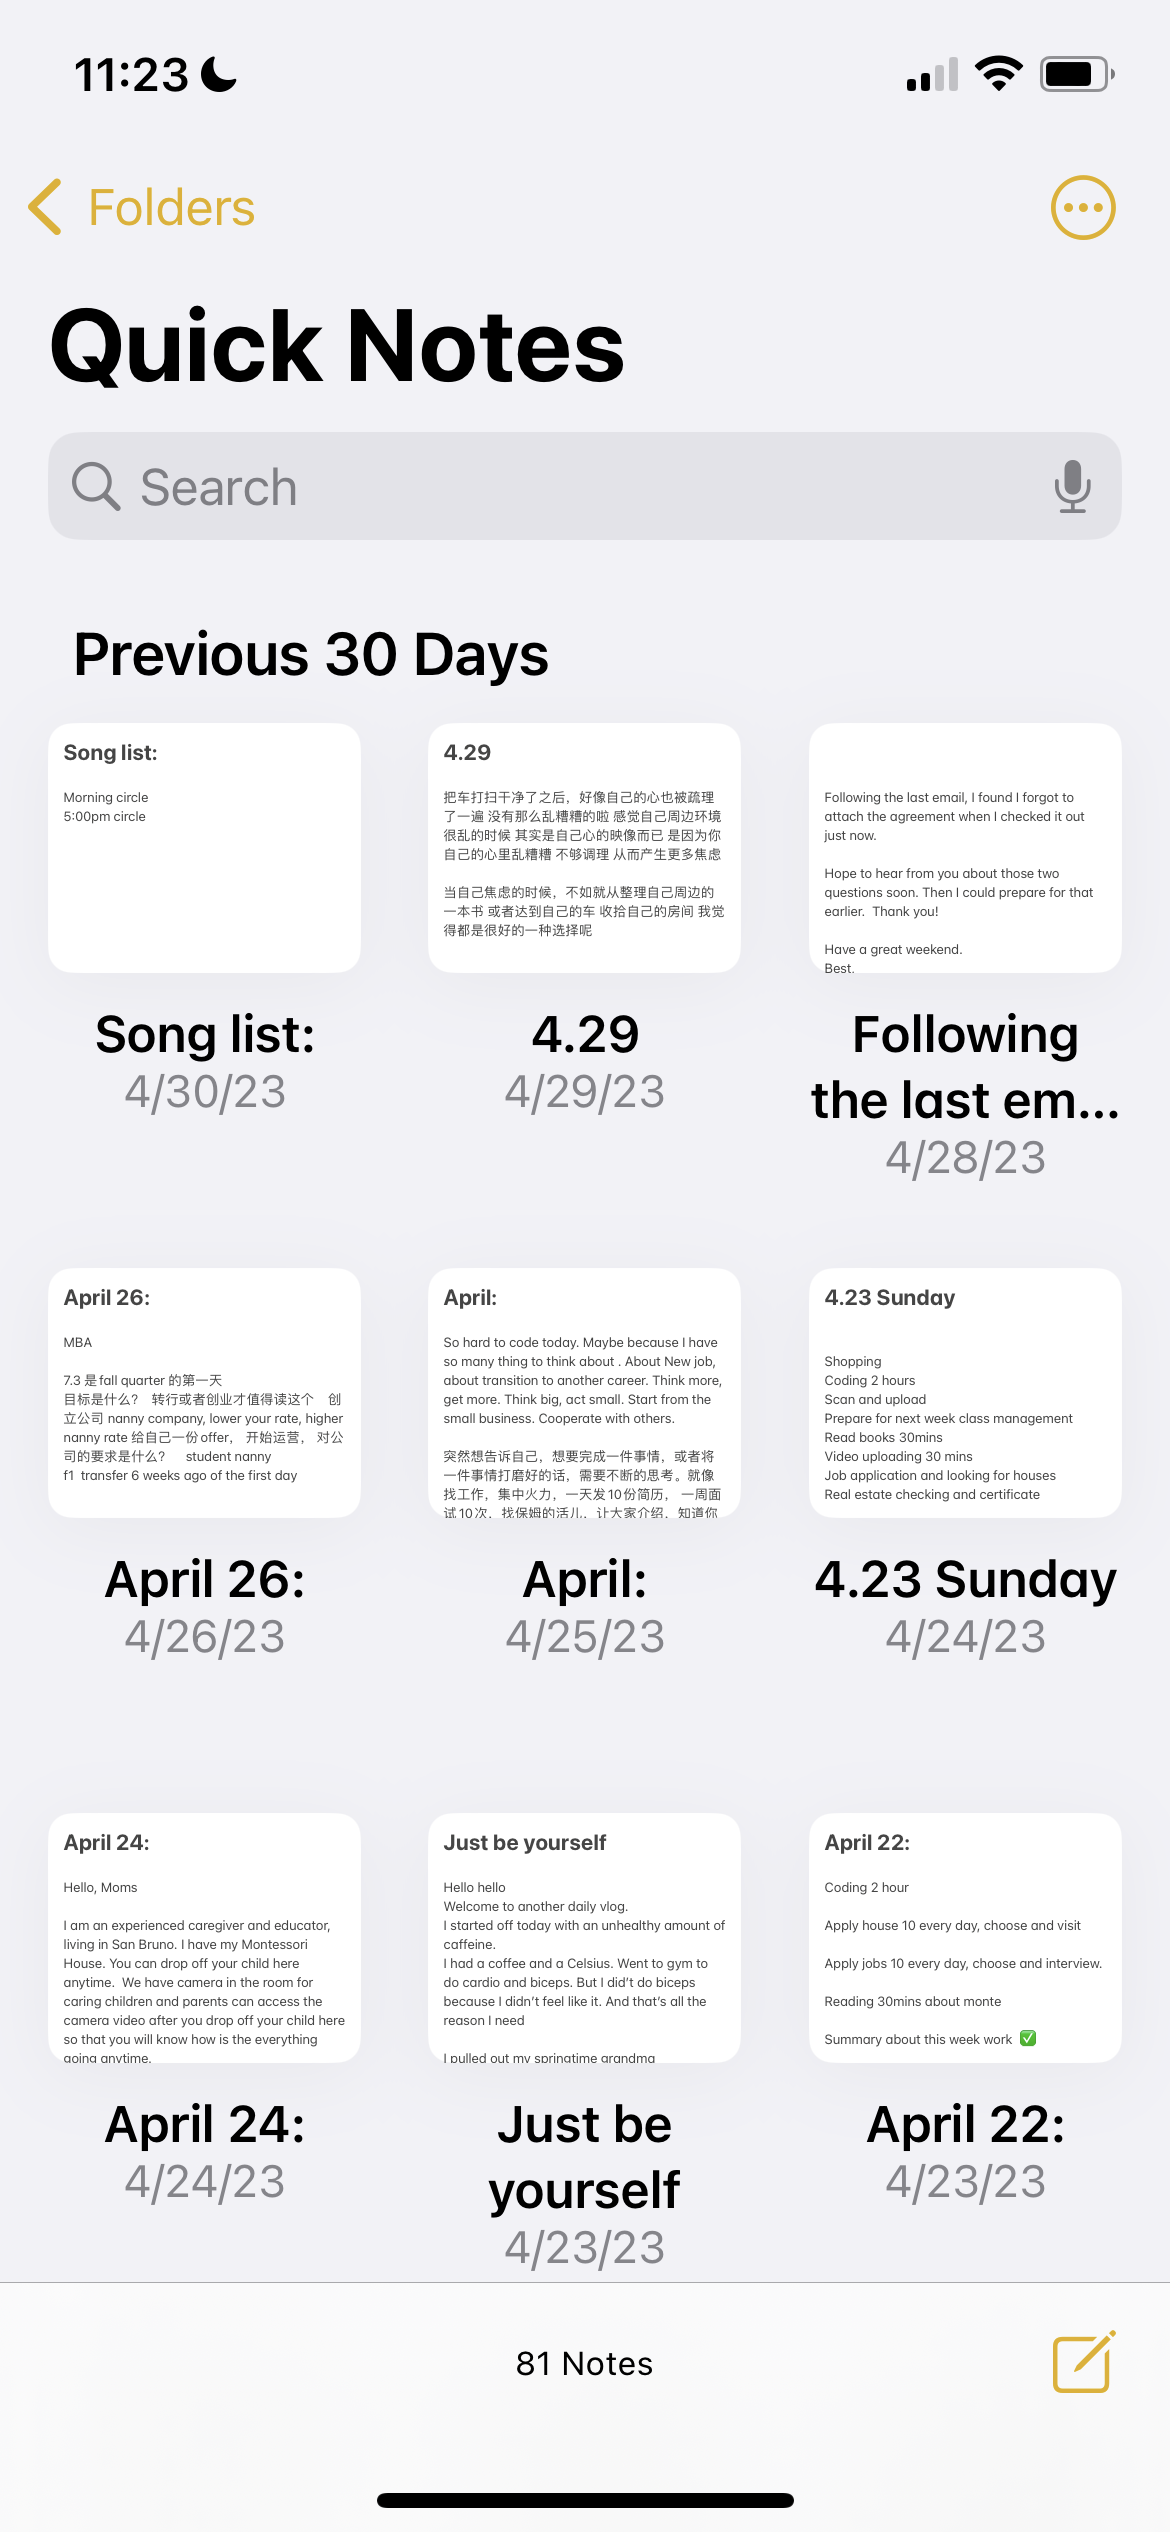 11:23
Folders
Quick Notes
Search
Previous 30 Days
Song list:
Morning circle
5:00pm circle
Song list:
4/30/23
4.29
把车打扫干净了之后，好像自己的心也被疏理
了一遍 没有那么乱糟糟的啦 感觉自己周边环境
很乱的时候 其实是自己心的映像而已 是因为你
自己的心里乱糟糟 不够调理 从而产生更多焦虑
当自己焦虑的时候，不如就从整理自己周边的
一本书 或者达到自己的车 收拾自己的房间 我觉
得都是很好的一种选择呢
4.29
4/29/23
Following the last email, I found I forgot to
attach the agreement when I checked it out
just now.
Hope to hear from you about those two
questions soon. Then I could prepare for that
earlier.  Thank you!
Have a great weekend.
Best.
Following
the last em...
4/28/23
April 26:
MBA
7.3 是fall quarter 的第一天
目标是什么？ 转行或者创业才值得读这个 创
立公司 nanny company, lower your rate, higher
nanny rate 给自己一份offer， 开始运营， 对公
司的要求是什么？ student nanny
f1  transfer 6 weeks ago of the first day
April 26:
4/26/23
April:
So hard to code today. Maybe because I have
so many thing to think about . About New job,
about transition to another career. Think more,
get more. Think big, act small. Start from the
small business. Cooperate with others.
突然想告诉自己，想要完成一件事情，或者将
一件事情打磨好的话，需要不断的思考。就像
找工作，集中火力，一天发10份简历， 一周面
试10次，找保姆的活儿，让大家介绍，知道你
April:
4/25/23
4.23 Sunday
Shopping
Coding 2 hours
Scan and upload
Prepare for next week class management
Read books 30mins
Video uploading 30 mins
Job application and looking for houses
Real estate checking and certificate
4.23 Sunday
4/24/23
April 24:
Hello, Moms
I am an experienced caregiver and educator,
living in San Bruno. I have my Montessori
House. You can drop off your child here
anytime.  We have camera in the room for
caring children and parents can access the
camera video after you drop off your child here
so that you will know how is the everything
going anytime.
April 24:
4/24/23
Just be yourself
Hello hello
Welcome to another daily vlog.
I started off today with an unhealthy amount of
caffeine.
I had a coffee and a Celsius. Went to gym to
do cardio and biceps. But I did't do biceps
because I didn't feel like it. And that's all the
reason I need
I pulled out my springtime grandma
Just be
yourself
4/23/23
April 22:
Coding 2 hour
Apply house 10 every day, choose and visit
Apply jobs 10 every day, choose and interview.
Reading 30mins about monte
Summary about this week work ✅
April 22:
4/23/23
81 Notes